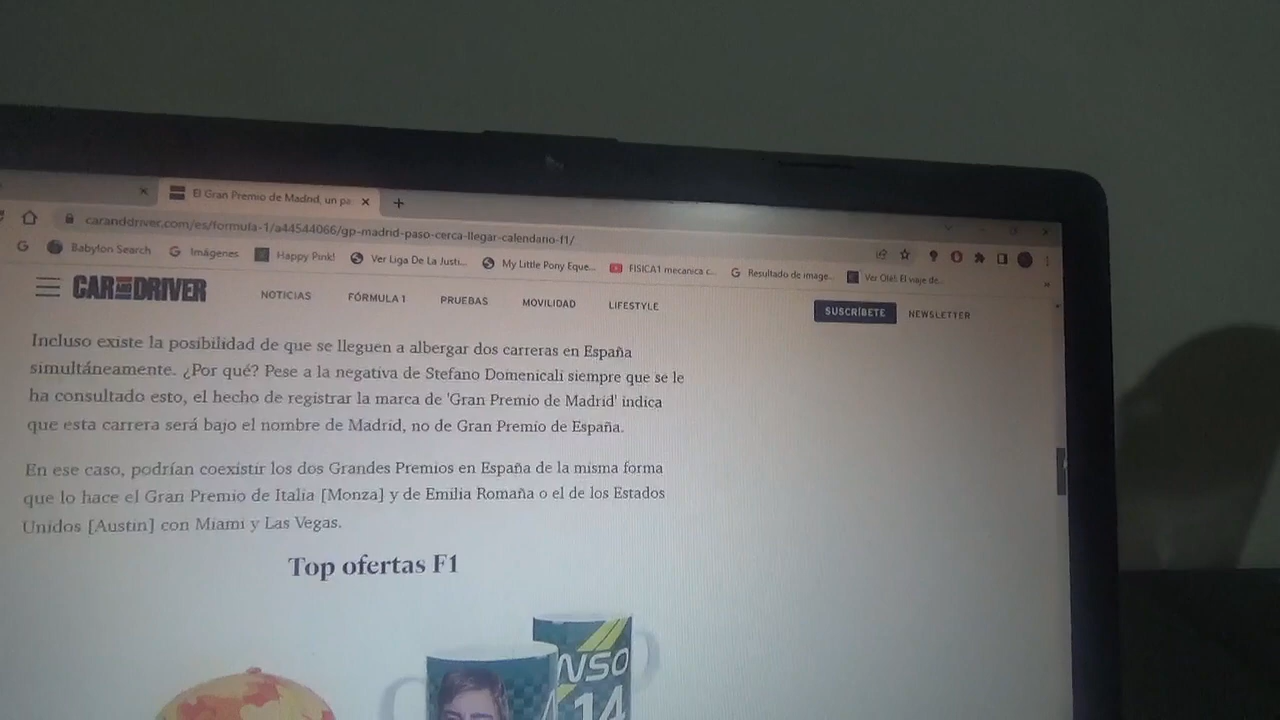 El Gran Premio de Madrid, un pa
caranddriver.com/es/formula-1/a44544066/gp-madrid-paso-cerca-llegar-calendario-f1/
Babylon Search
Imágenes
Happy Pink!
Ver Liga De La Justi...
My Little Pony Eque...
FISICA1 mecanica c...
Resultado de image...
Ver Olé!: El viaje de...
CAR AND DRIVER
NOTICIAS
FÓRMULA 1
PRUEBAS
MOVILIDAD
LIFESTYLE
SUSCRÍBETE
NEWSLETTER
Incluso existe la posibilidad de que se lleguen a albergar dos carreras en España
simultáneamente. ¿Por qué? Pese a la negativa de Stefano Domenicali siempre que se le
ha consultado esto, el hecho de registrar la marca de 'Gran Premio de Madrid' indica
que esta carrera será bajo el nombre de Madrid, no de Gran Premio de España.
En ese caso, podrían coexistir los dos Grandes Premios en España de la misma forma
que lo hace el Gran Premio de Italia [Monza] y de Emilia Romaña o el de los Estados
Unidos [Austin] con Miami y Las Vegas.
Top ofertas F1
NSO
14